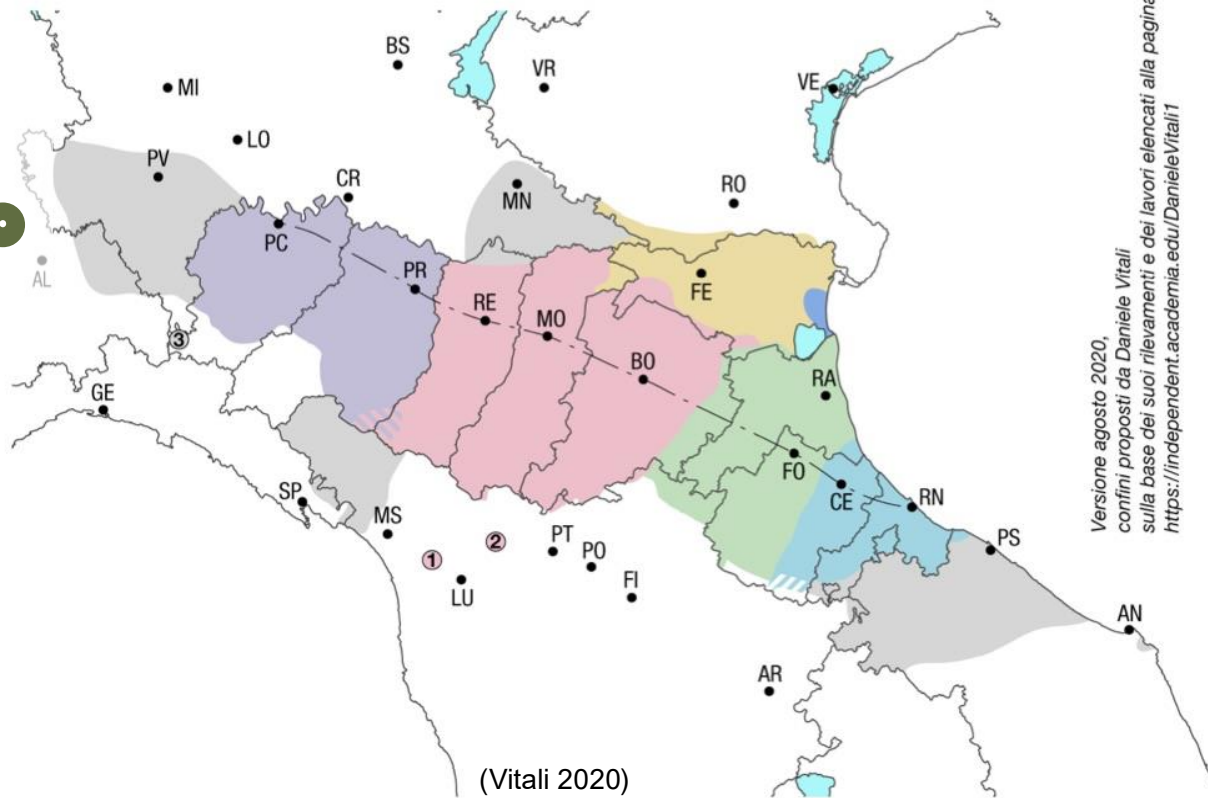 BS
MI
VR
VE
LO
PV
CR
MN
RO
AL
PC
PR
FE
RE
MO
3
BO
RA
GE
FO
CE
RN
SP
MS
PS
2
PT
1
PO
LU
FI
AN
AR
(Vitali 2020)
Versione agosto 2020,
confini proposti da Daniele Vitali
sulla base dei suoi rilevamenti e dei lavori elencati alla pagina
https://independent.academia.edu/DanieleVitali1